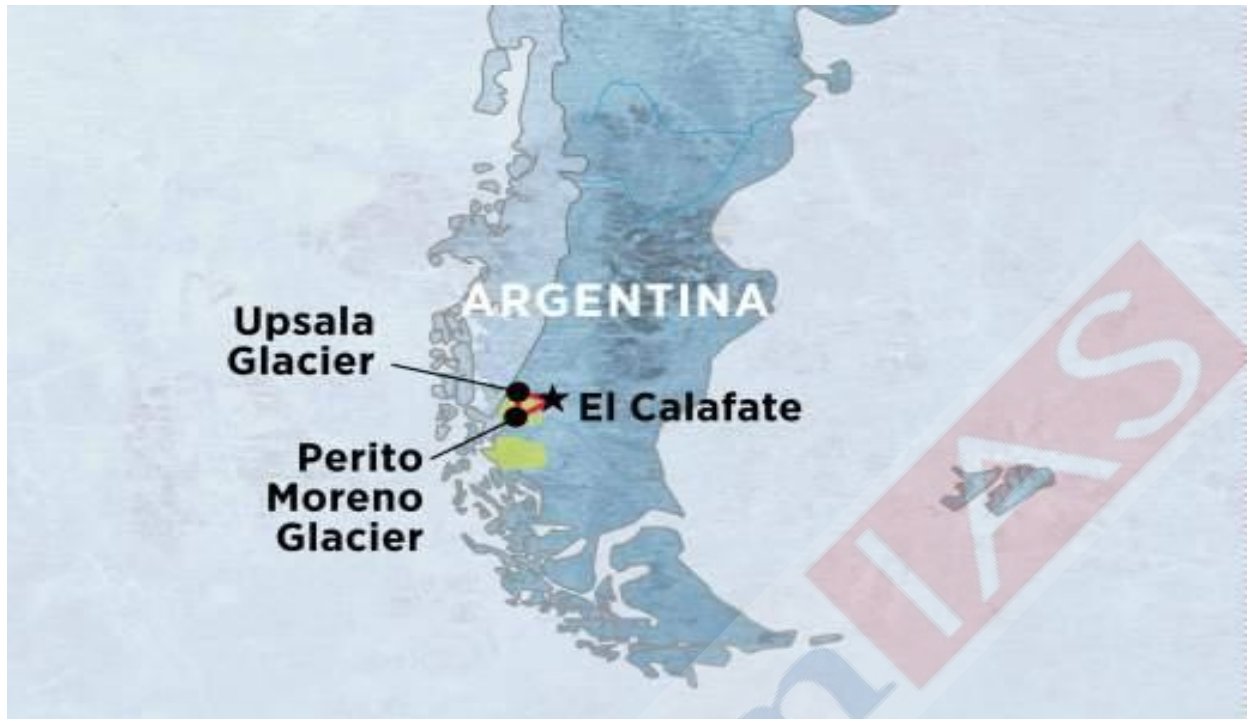 ARGENTINA
Upsala
Glacier
El Calafate
Perito
Moreno
Glacier
n
IAS